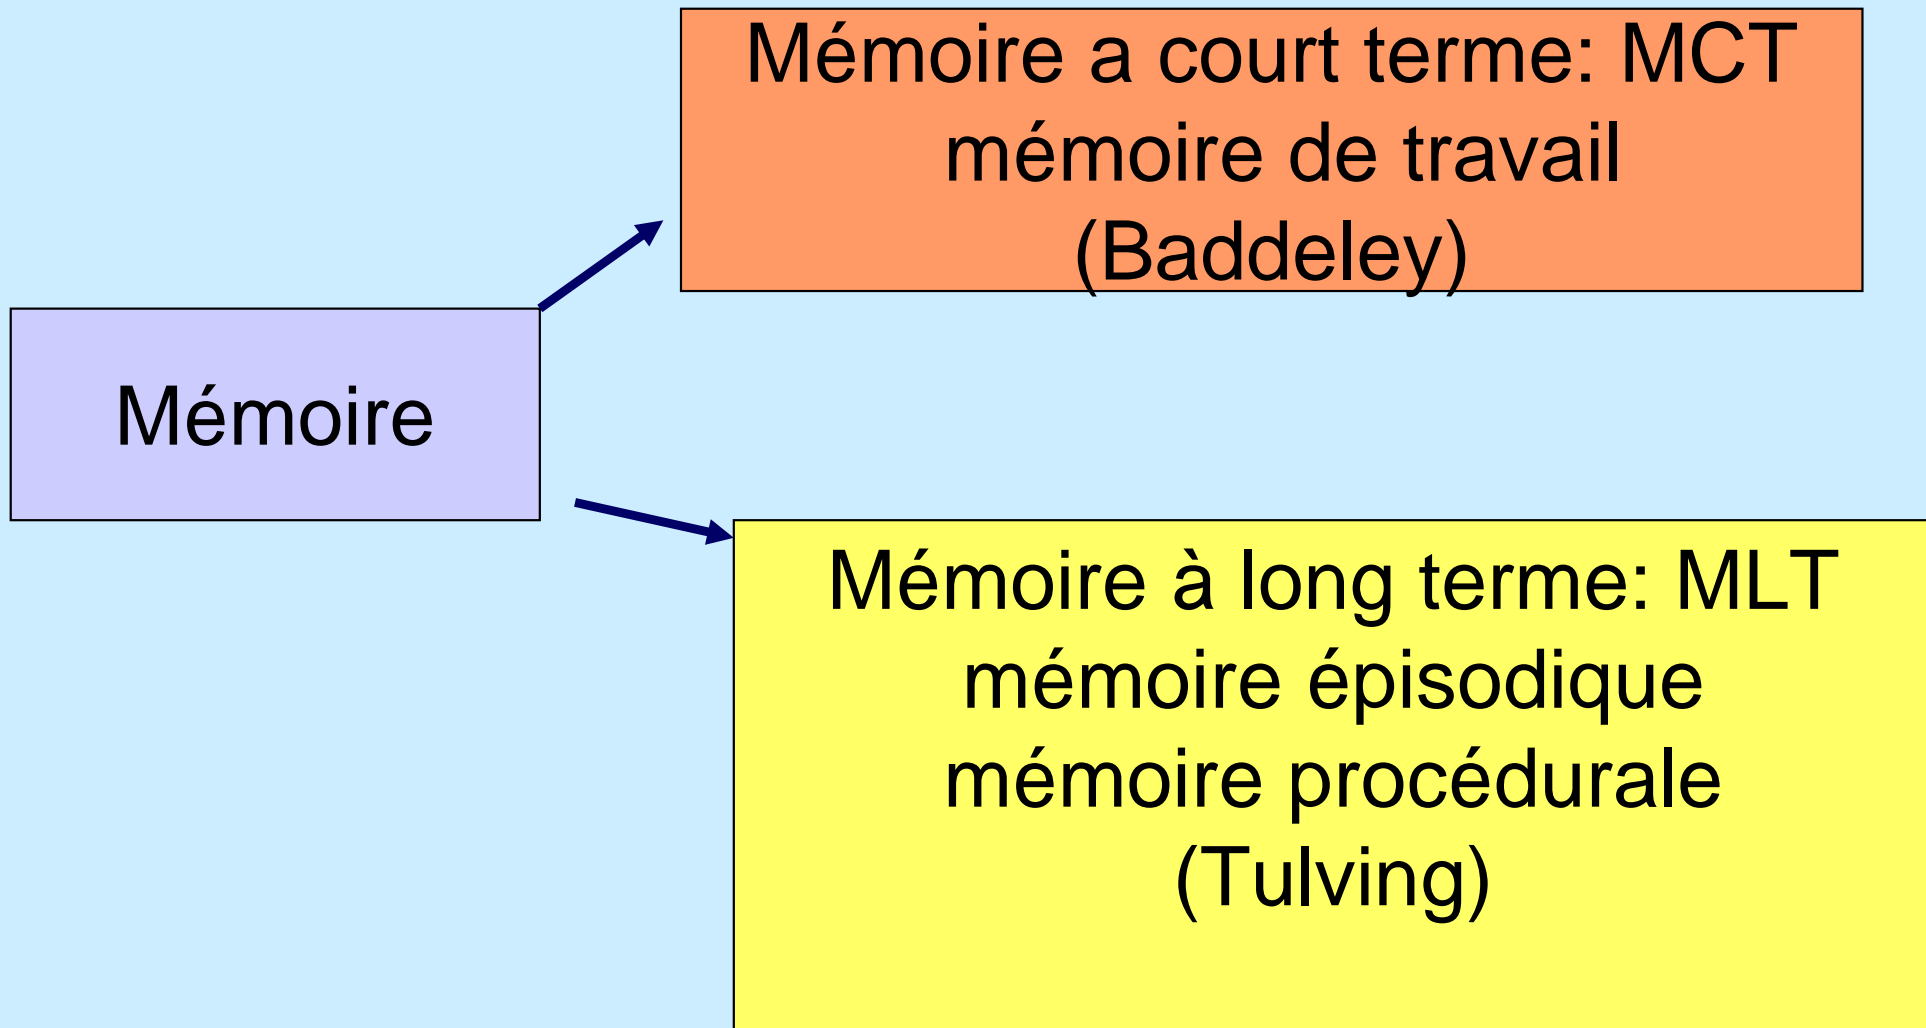 Mémoire a court terme: MCT
mémoire de travail
(Baddeley)
Mémoire
Mémoire à long terme: MLT
mémoire épisodique
mémoire procédurale
(Tulving)